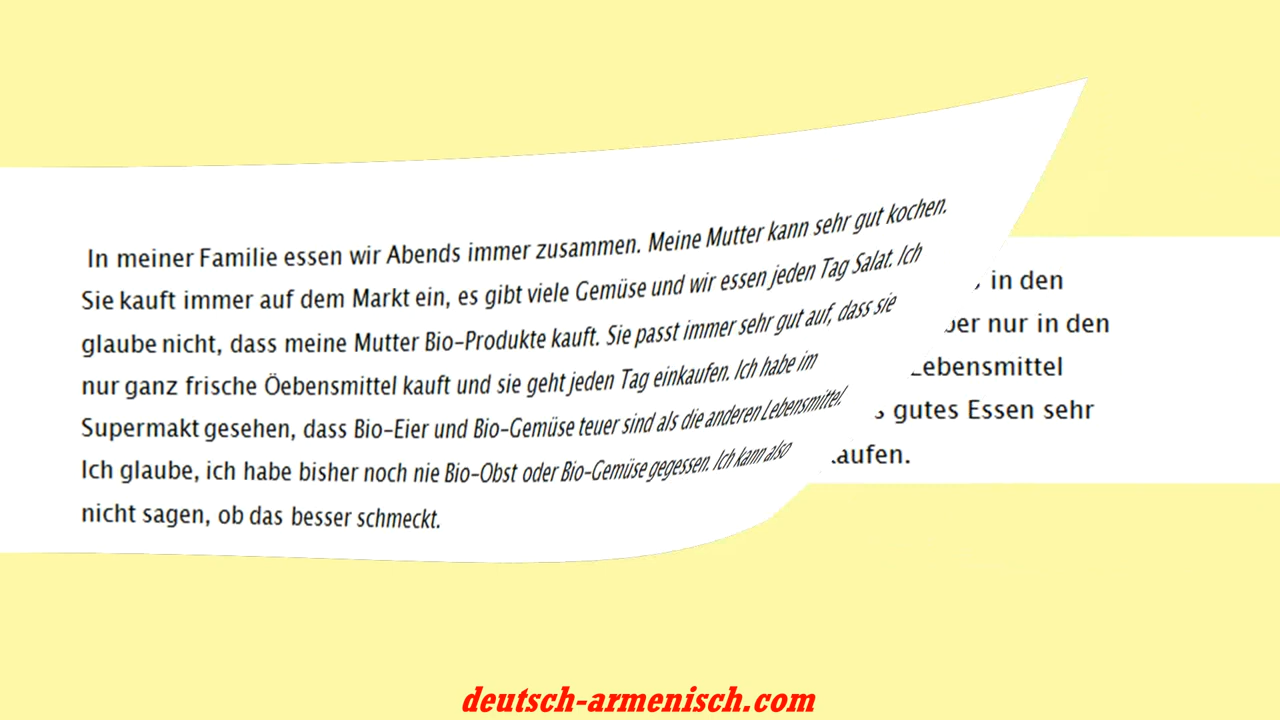 In meiner Familie essen wir Abends immer zusammen. Meine Mutter kann sehr gut kochen.
Sie kauft immer auf dem Markt ein, es gibt viele Gemüse und wir essen jeden Tag Salat. Ich
glaube nicht, dass meine Mutter Bio-Produkte kauft. Sie passt immer sehr gut auf, dass sie
nur ganz frische Öebensmittel kauft und sie geht jeden Tag einkaufen. Ich habe im
Supermakt gesehen, dass Bio-Eier und Bio-Gemüse teuer sind als die anderen Lebensmittel.
Ich glaube, ich habe bisher noch nie Bio-Obst oder Bio-Gemüse gegessen. Ich kann also
nicht sagen, ob das besser schmeckt.
in den
nur in den
gutes Essen sehr
deutsch-armenisch.com